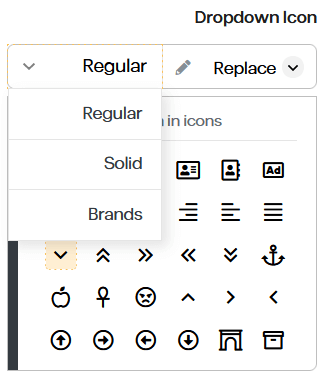 Dropdown Icon
Regular
Replace
Regular
in icons
Solid
Ad
Brands